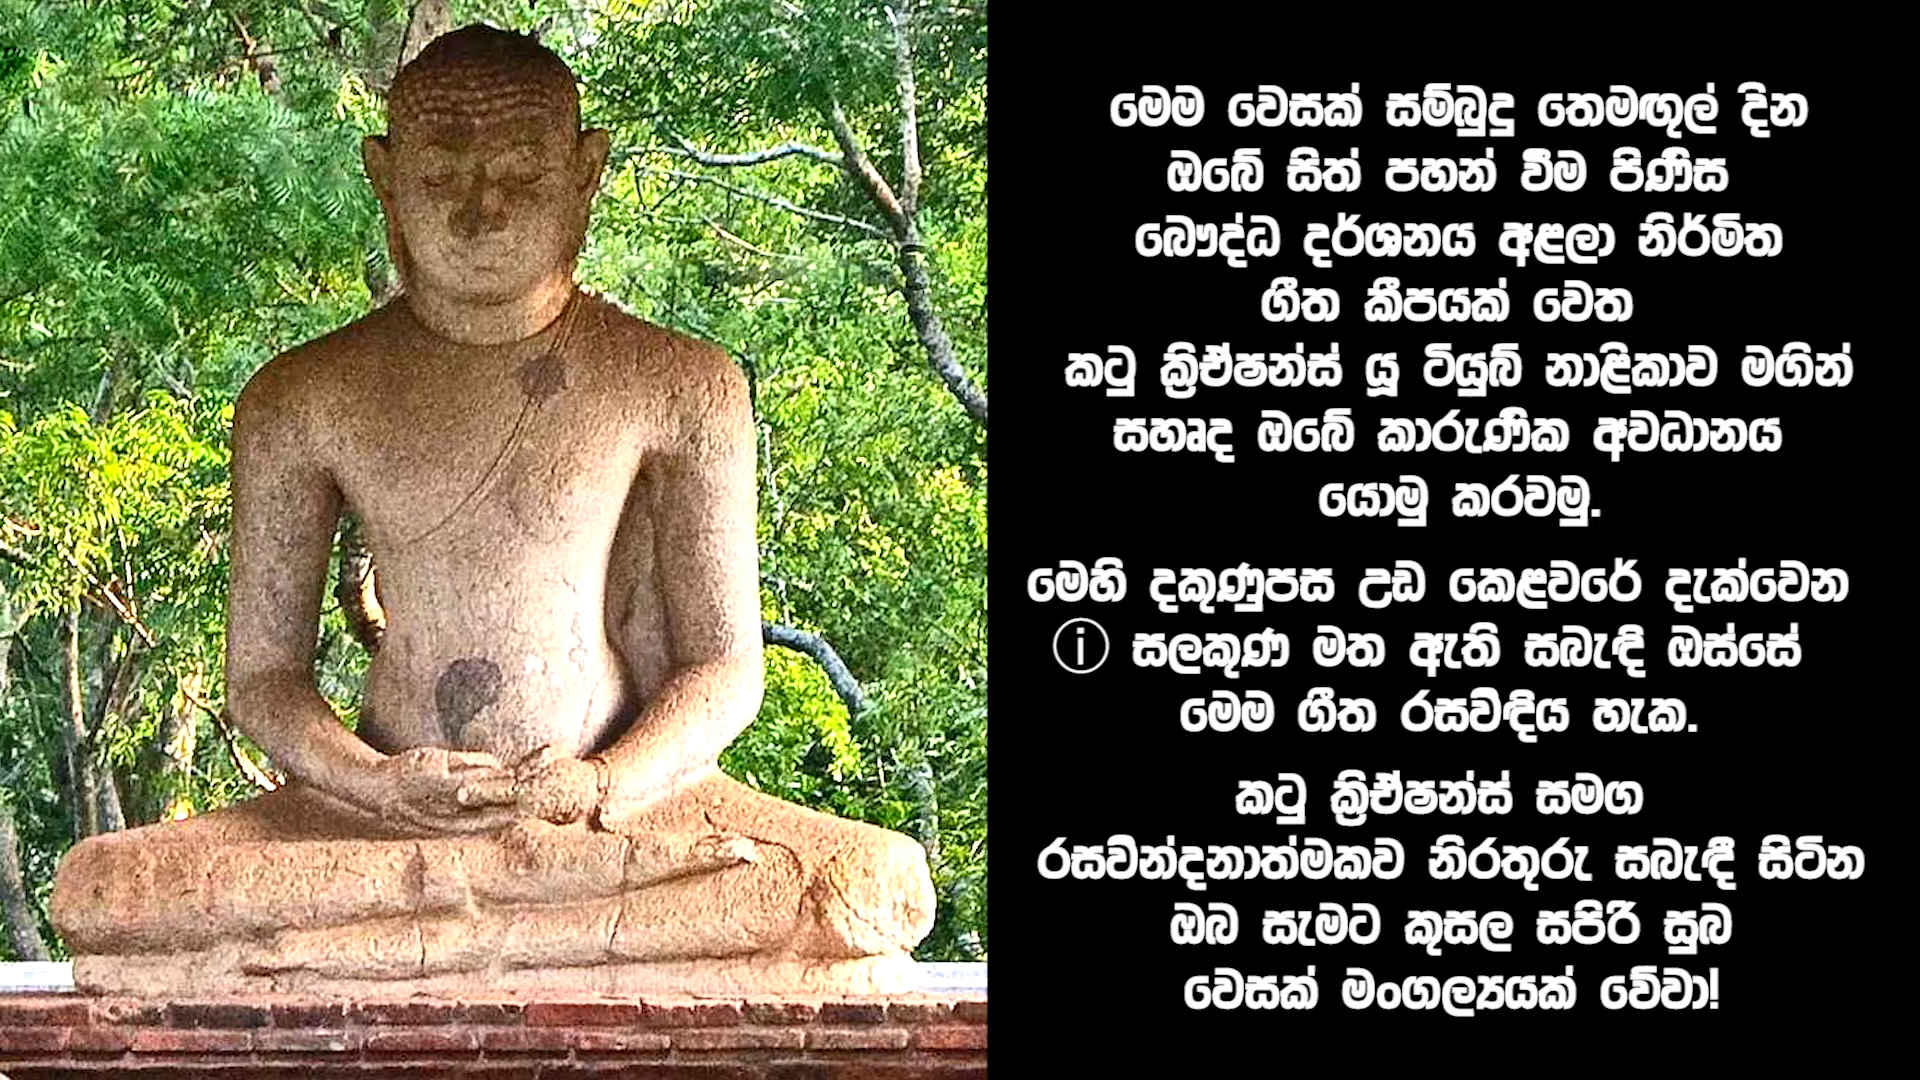 මෙම වෙසක් සම්බුදු තෙමඟුල් දින
ඔබේ සිත් පහන් වීම පිණිස
බෞද්ධ දර්ශනය අළලා නිර්මිත
ගීත කීපයක් වෙත
කටු ක්‍රිඒෂන්ස් යූ ටියුබ් නාළිකාව මගින්
සහෘද ඔබේ කාරුණික අවධානය
යොමු කරවමු.
මෙහි දකුණුපස උඩ කෙළවරේ දැක්වෙන
ⓘ සලකුණ මත ඇති සබැඳි ඔස්සේ
මෙම ගීත රසවිඳිය හැක.
කටු ක්‍රිඒෂන්ස් සමග
රසවින්දනාත්මකව නිරතුරු සබැඳී සිටින
ඔබ සැමට කුසල සපිරි සුබ
වෙසක් මංගල්‍යයක් වේවා!